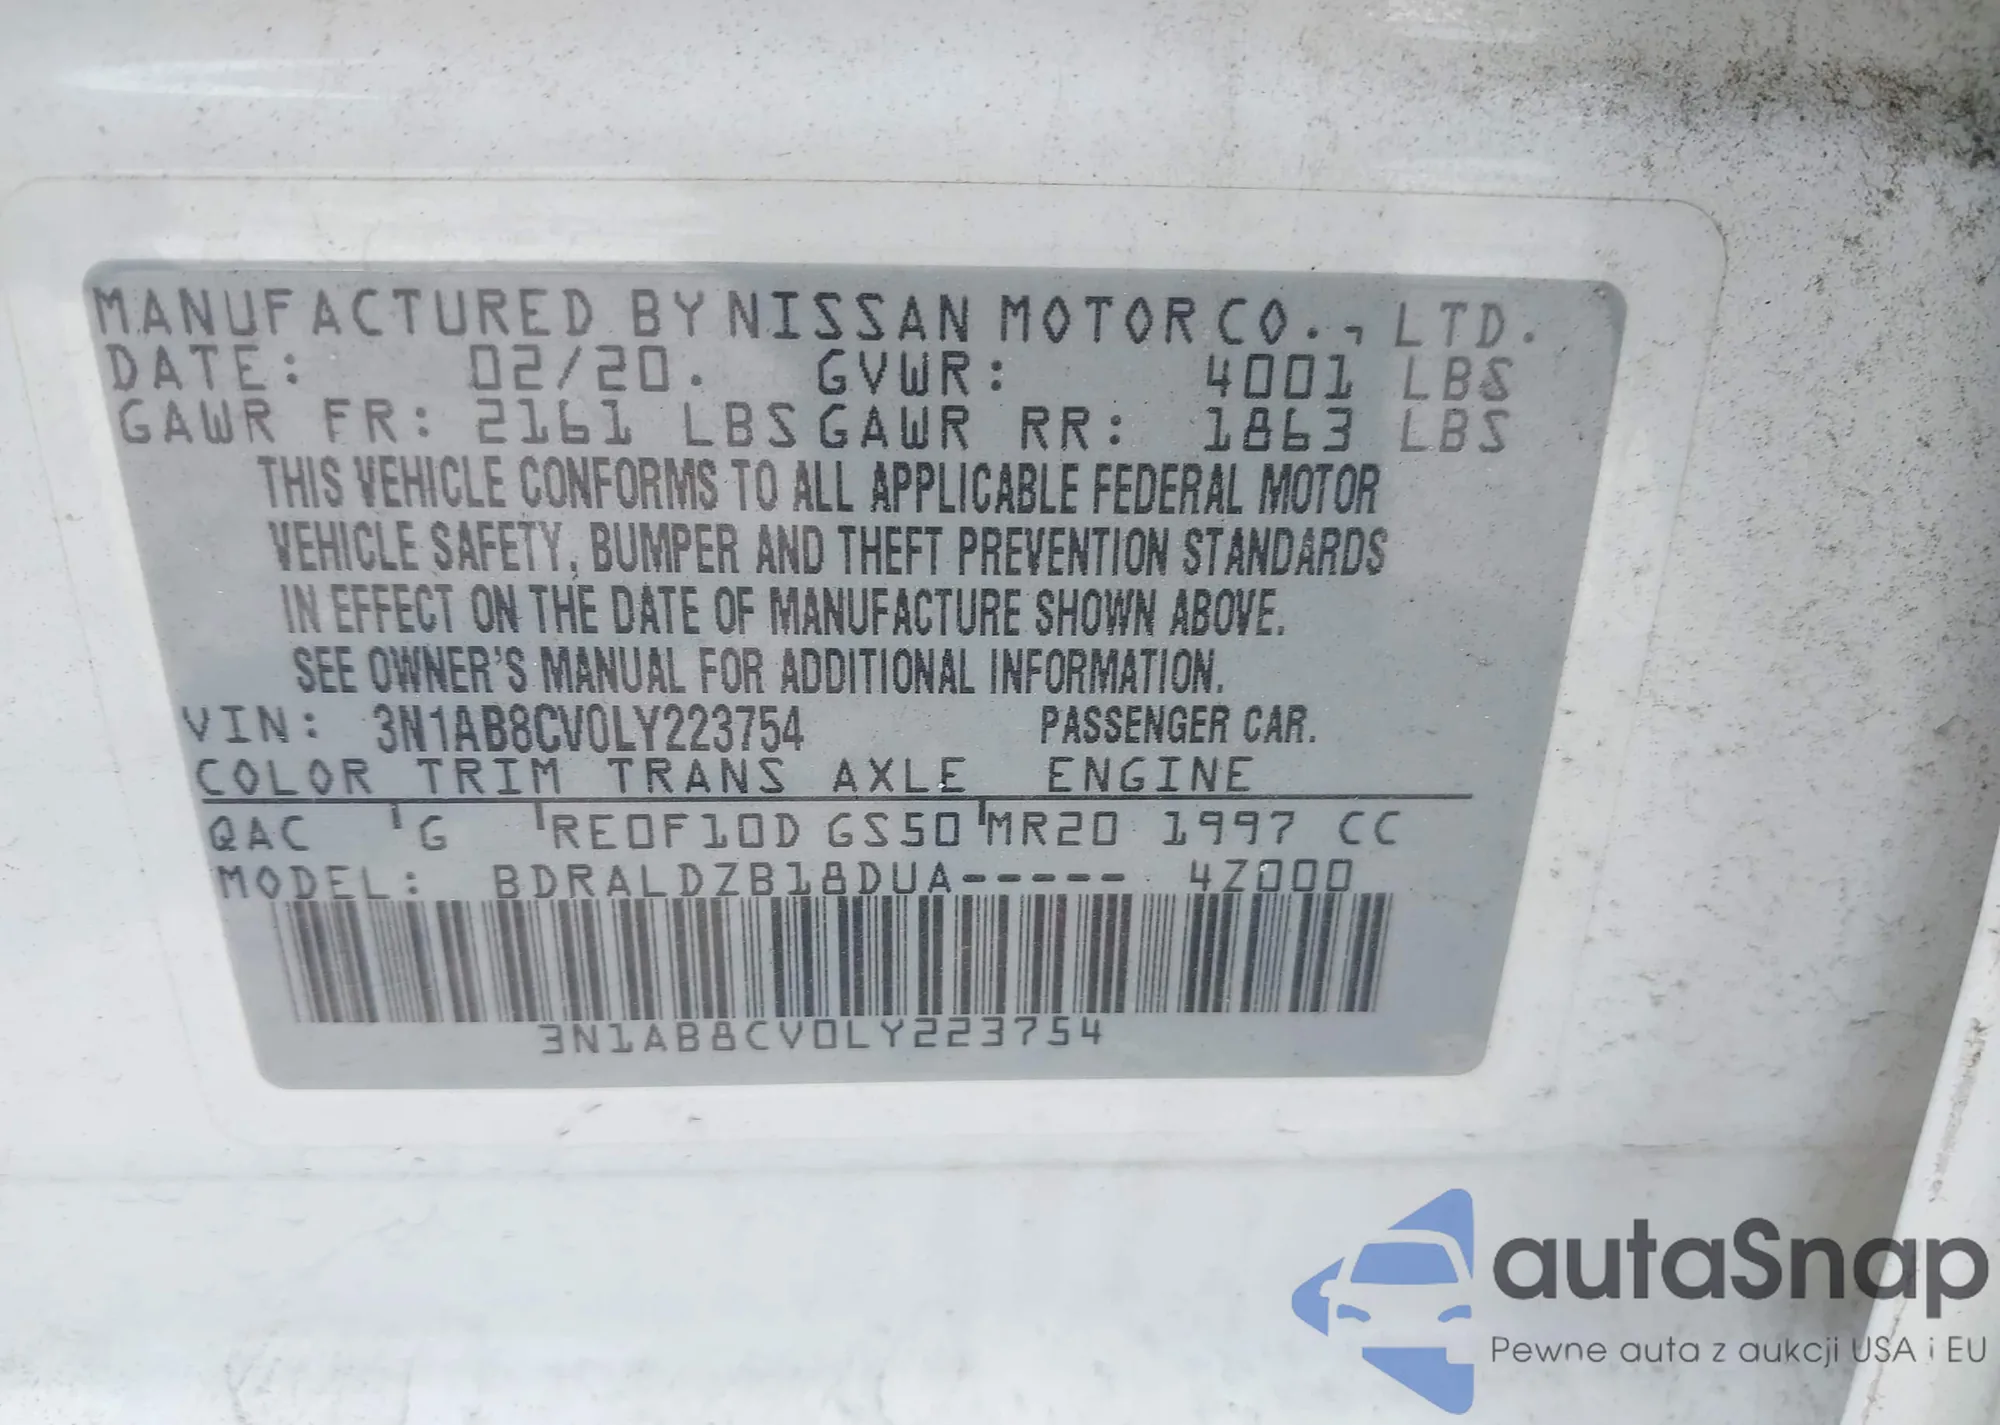 MANUFACTURED BY NISSAN MOTOR CO., LTD.
DATE: 02/20. GVWR: 4001 LBS
GAWR FR: 2161 LBS GAWR RR: 1863 LBS
THIS VEHICLE CONFORMS TO ALL APPLICABLE FEDERAL MOTOR
VEHICLE SAFETY, BUMPER AND THEFT PREVENTION STANDARDS
IN EFFECT ON THE DATE OF MANUFACTURE SHOWN ABOVE.
SEE OWNER'S MANUAL FOR ADDITIONAL INFORMATION.
VIN: 3N1AB8CV0LY223754 PASSENGER CAR.
COLOR TRIM TRANS AXLE ENGINE
QAC G RE0F10D GS50 MR20 1997 CC
MODEL: BDRALDZB18DUA----- 4Z000
3N1AB8CV0LY223754
autaSnap
Pewne auta z aukcji USA i EU